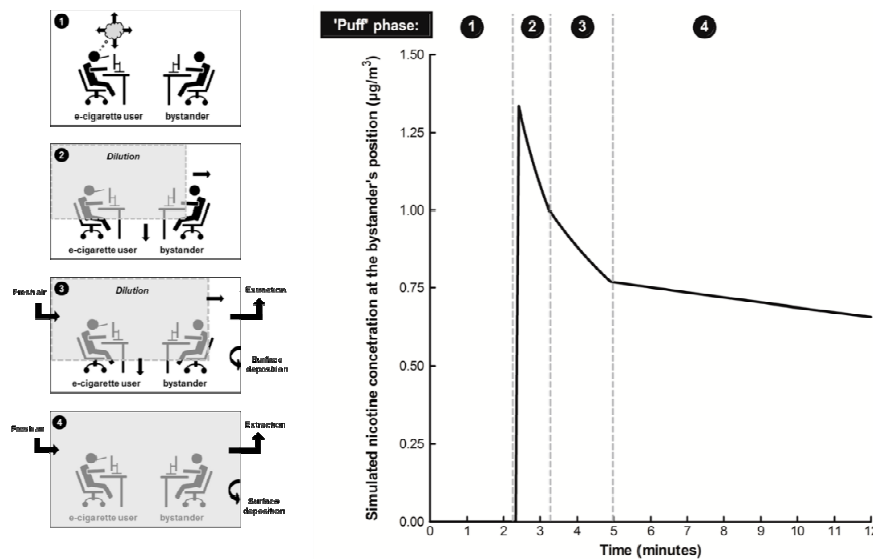 1
e-cigarette user bystander
2
Dilution
e-cigarette user bystander
3
Dilution
Fresh air
Extraction
Surface
deposition
e-cigarette user bystander
4
Fresh air
Extraction
Surface
deposition
e-cigarette user bystander
'Puff' phase: 1 2 3 4
Simulated nicotine concetration at the bystander's position (µg/m³)
1.50
1.25
1.00
0.75
0.50
0.25
0.00
0 1 2 3 4 5 6 7 8 9 10 11 12
Time (minutes)